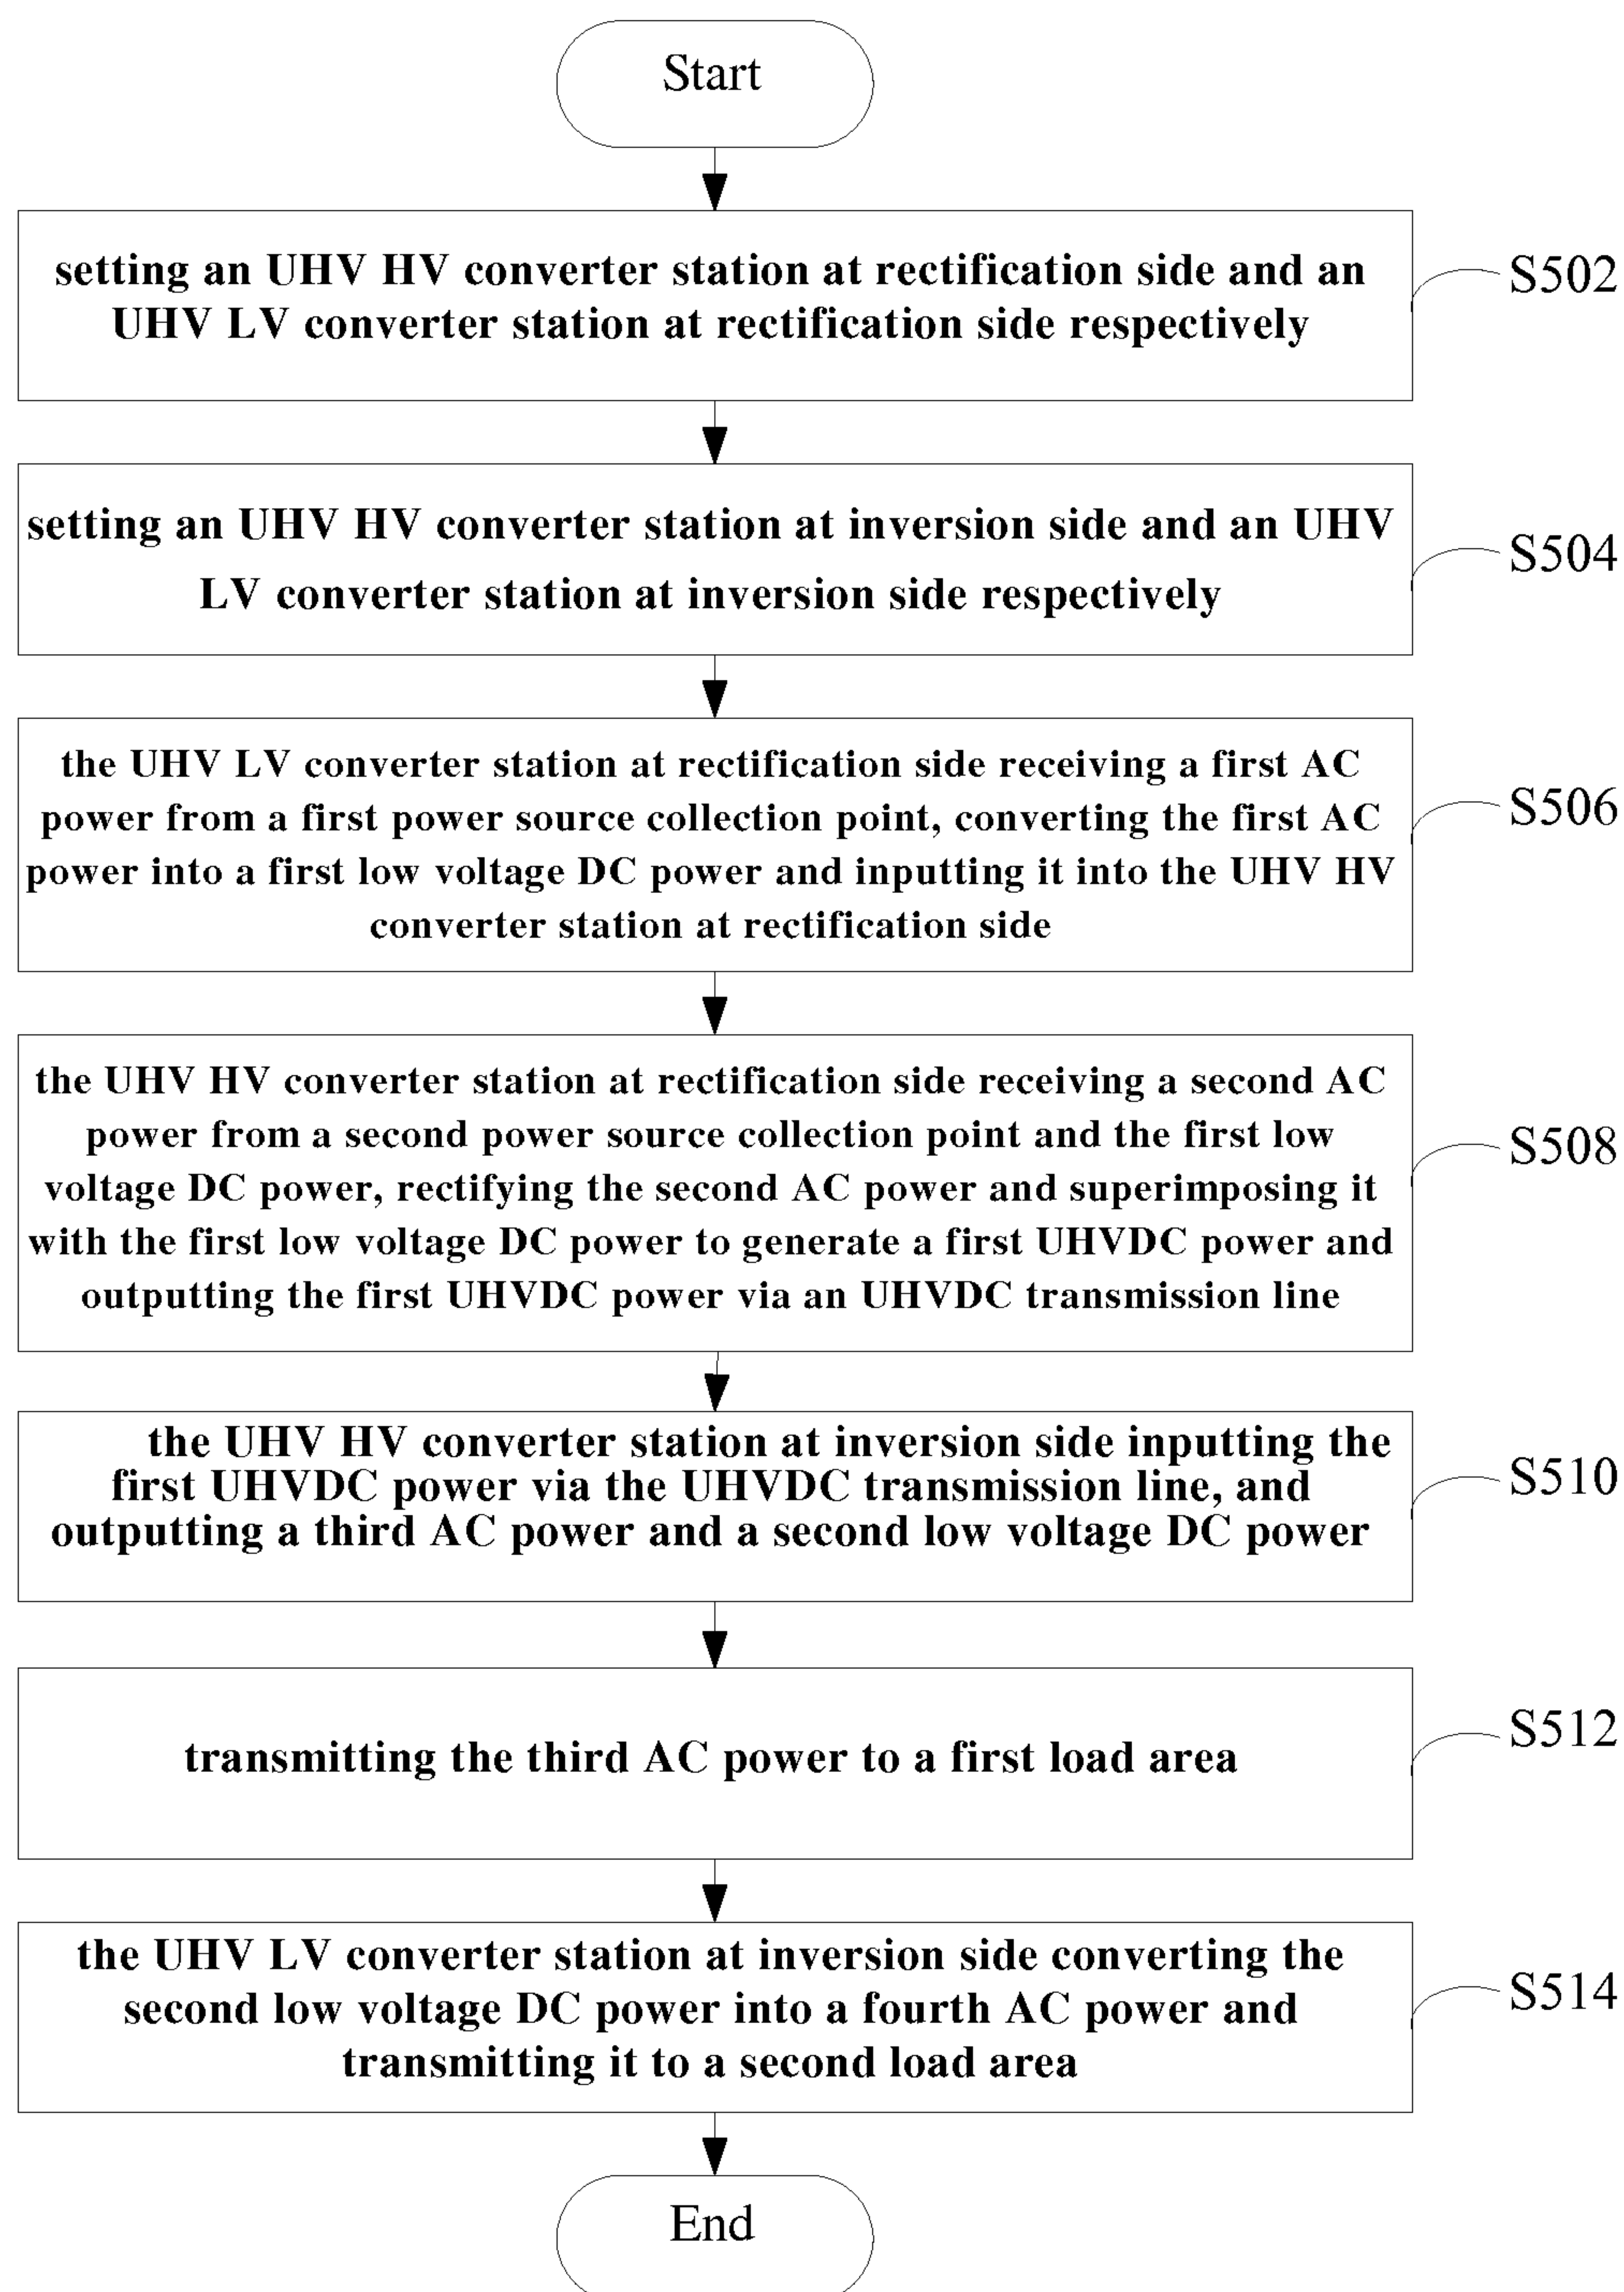 Start
setting an UHV HV converter station at rectification side and an
UHV LV converter station at rectification side respectively
S502
setting an UHV HV converter station at inversion side and an UHV
LV converter station at inversion side respectively
S504
the UHV LV converter station at rectification side receiving a first AC
power from a first power source collection point, converting the first AC
power into a first low voltage DC power and inputting it into the UHV HV
converter station at rectification side
S506
the UHV HV converter station at rectification side receiving a second AC
power from a second power source collection point and the first low
voltage DC power, rectifying the second AC power and superimposing it
with the first low voltage DC power to generate a first UHVDC power and
outputting the first UHVDC power via an UHVDC transmission line
S508
the UHV HV converter station at inversion side inputting the
first UHVDC power via the UHVDC transmission line, and
outputting a third AC power and a second low voltage DC power
S510
transmitting the third AC power to a first load area
S512
the UHV LV converter station at inversion side converting the
second low voltage DC power into a fourth AC power and
transmitting it to a second load area
S514
End